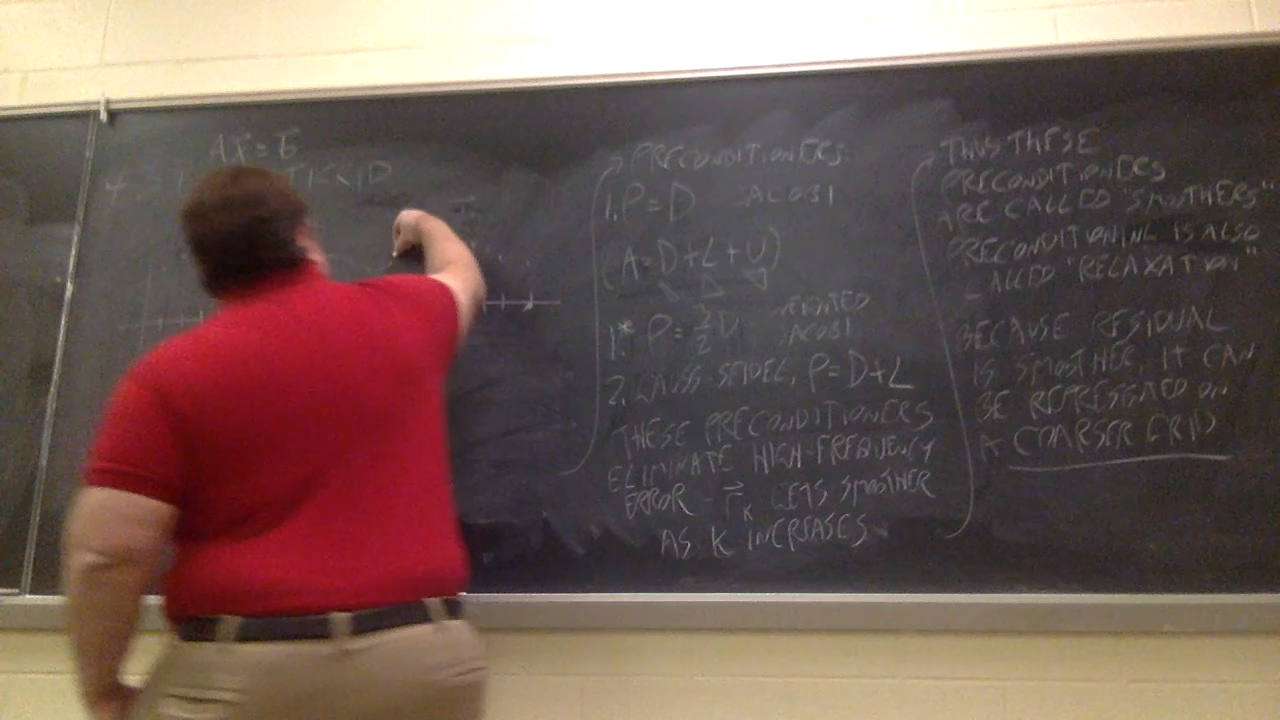 Ax̄ = b̄
PRECONDITIONERS:
1. P = D JACOBI
(A = D + L + U)
1.* P = 3/2 D WEIGHTED
JACOBI
2. GAUSS-SEIDEL, P = D + L
THESE PRECONDITIONERS
ELIMINATE HIGH-FREQUENCY
ERROR - r⃗_K GETS SMOOTHER
AS K INCREASES
THUS THESE
PRECONDITIONERS
ARE CALLED "SMOOTHERS"
PRECONDITIONING IS ALSO
CALLED "RELAXATION"
BECAUSE RESIDUAL
IS SMOOTHER, IT CAN
BE REPRESENTED ON
A COARSER GRID